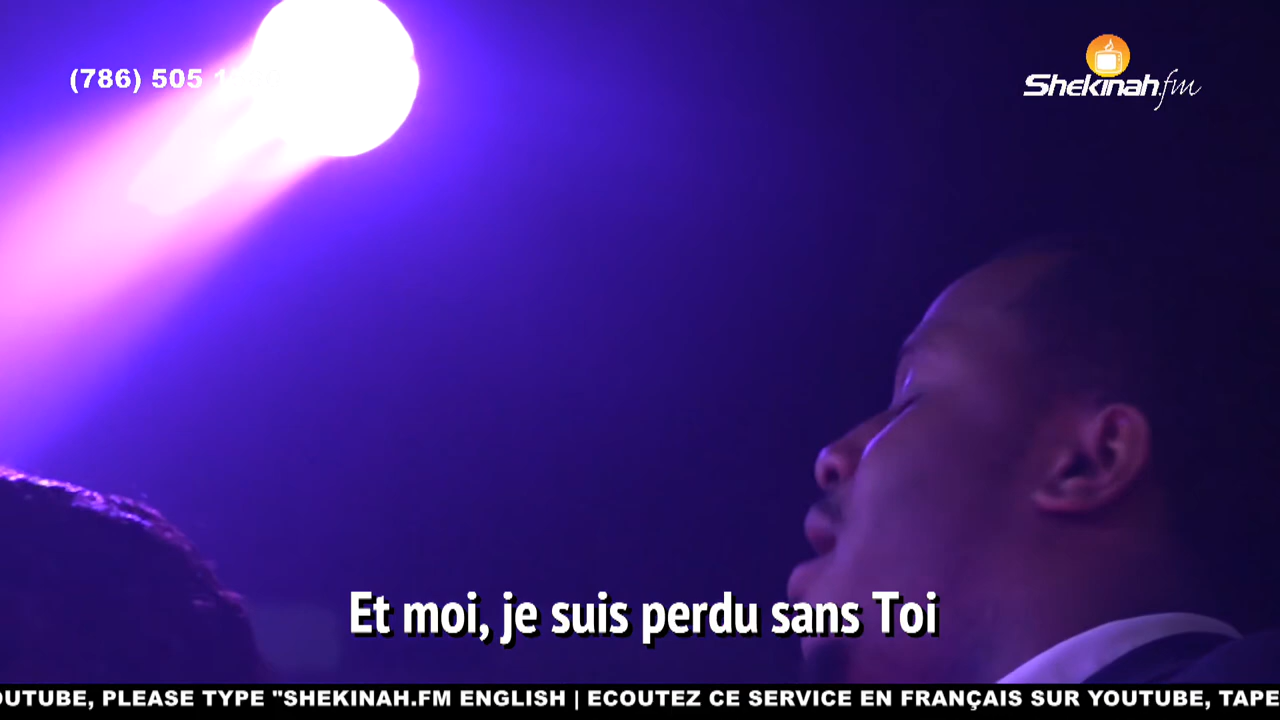 (786) 505
Shekinah.fm
Et moi, je suis perdu sans Toi
OUTUBE, PLEASE TYPE "SHEKINAH.FM ENGLISH | ECOUTEZ CE SERVICE EN FRANÇAIS SUR YOUTUBE, TAPE